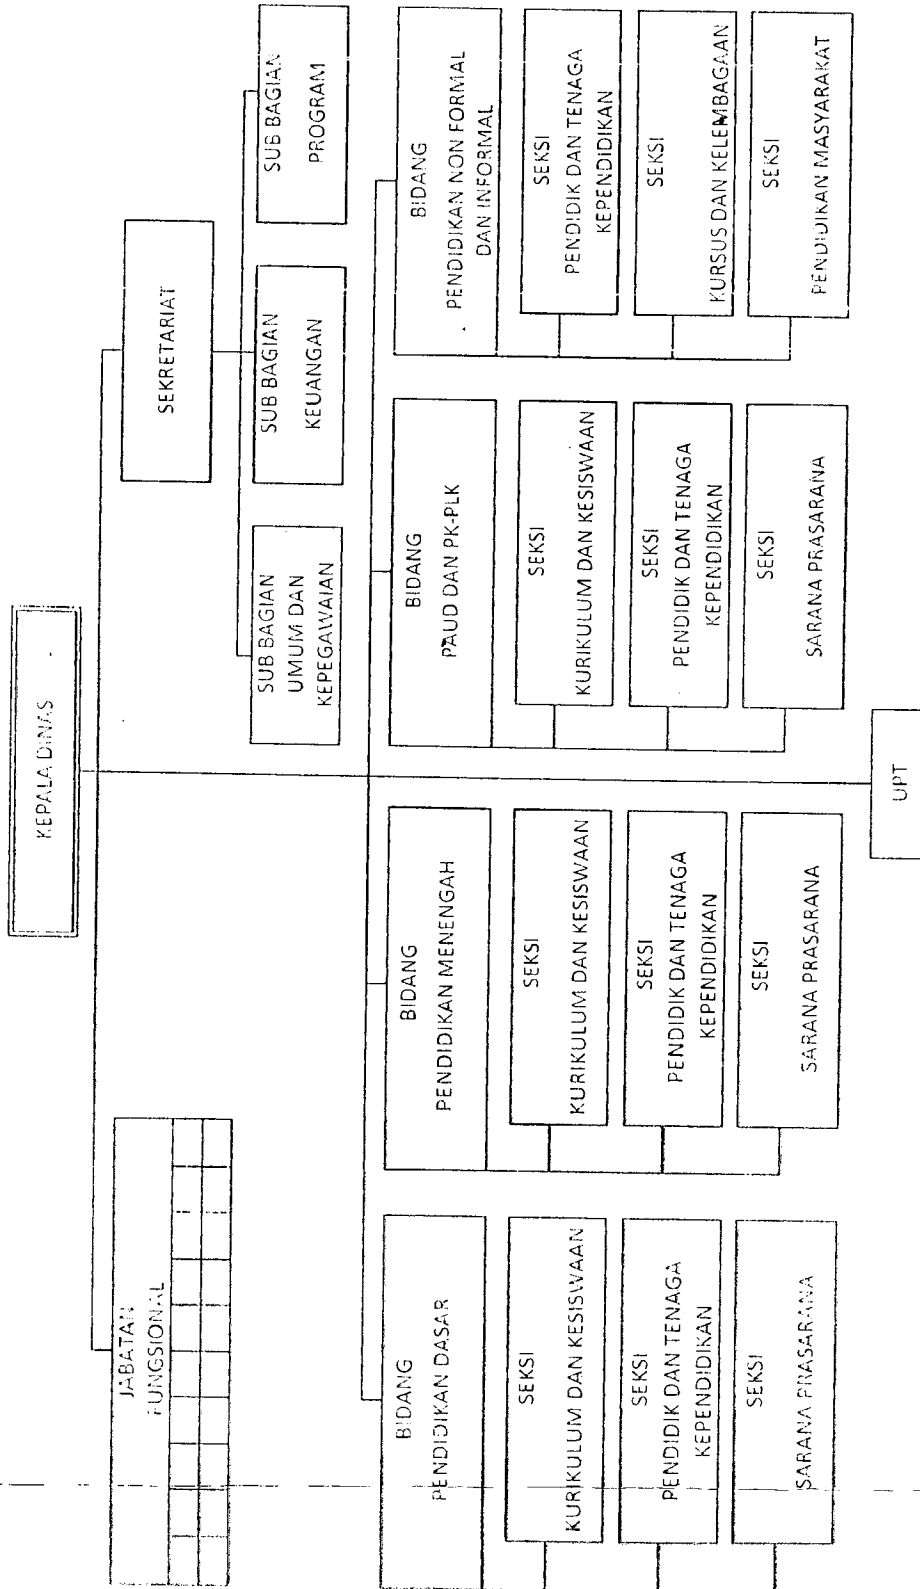 KEPALA DINAS
JABATAN
FUNGSIONAL
SEKRETARIAT
SUB BAGIAN
UMUM DAN
KEPEGAWAIAN
SUB BAGIAN
KEUANGAN
SUB BAGIAN
PROGRAM
BIDANG
PENDIDIKAN DASAR
SEKSI
KURIKULUM DAN KESISWAAN
SEKSI
PENDIDIK DAN TENAGA
KEPENDIDIKAN
SEKSI
SARANA PRASARANA
BIDANG
PENDIDIKAN MENENGAH
SEKSI
KURIKULUM DAN KESISWAAN
SEKSI
PENDIDIK DAN TENAGA
KEPENDIDIKAN
SEKSI
SARANA PRASARANA
BIDANG
PAUD DAN PK-PLK
SEKSI
KURIKULUM DAN KESISWAAN
SEKSI
PENDIDIK DAN TENAGA
KEPENDIDIKAN
SEKSI
SARANA PRASARANA
BIDANG
PENDIDIKAN NON FORMAL
DAN INFORMAL
SEKSI
PENDIDIK DAN TENAGA
KEPENDIDIKAN
SEKSI
KURSUS DAN KELEMBAGAAN
SEKSI
PENDIDIKAN MASYARAKAT
UPT